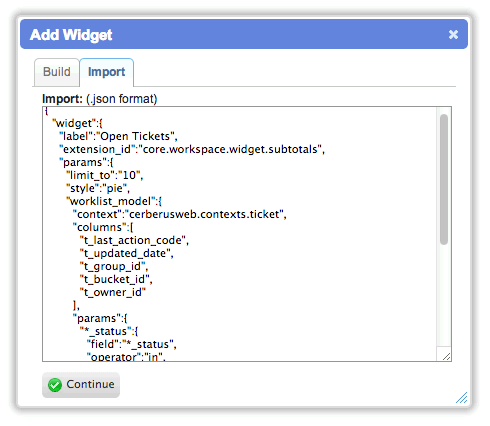 Add Widget
Build Import
Import: (.json format)
{
"widget":{
"label":"Open Tickets",
"extension_id":"core.workspace.widget.subtotals",
"params":{
"limit_to":"10",
"style":"pie",
"worklist_model":{
"context":"cerberusweb.contexts.ticket",
"columns":[
"t_last_action_code",
"t_updated_date",
"t_group_id",
"t_bucket_id",
"t_owner_id"
],
"params":{
"*_status":{
"field":"*_status",
"operator":"in",
Continue